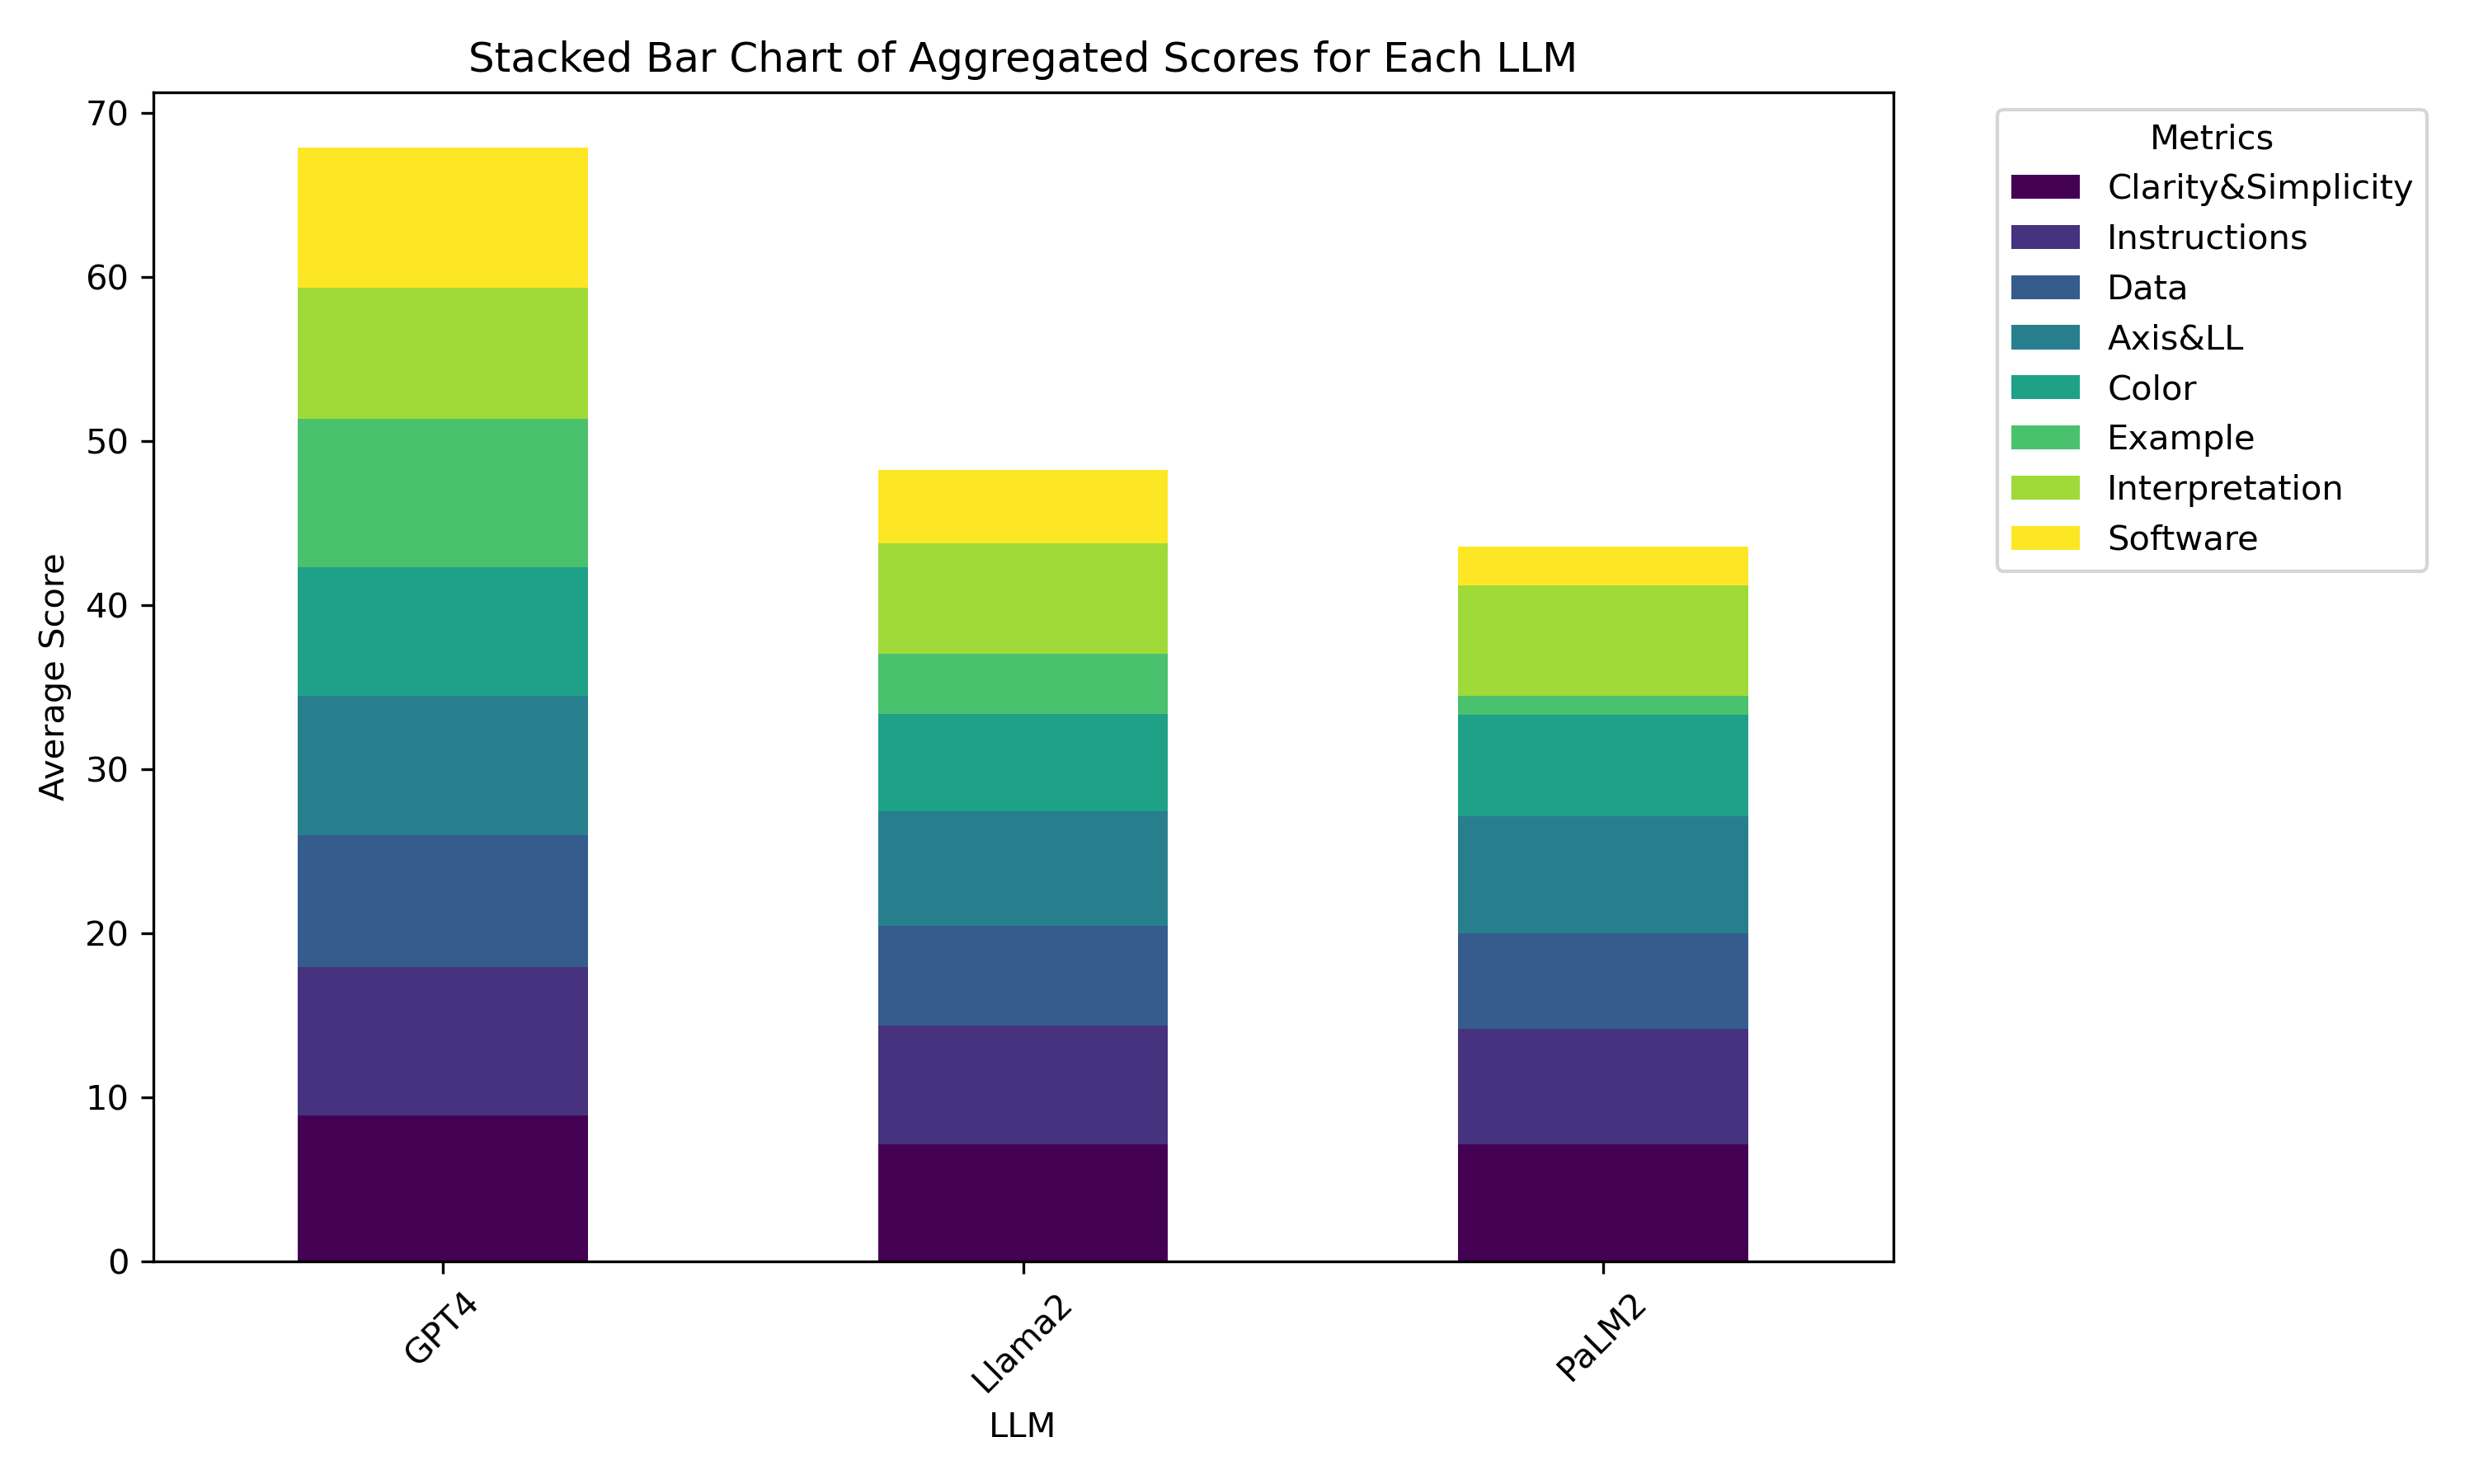 Stacked Bar Chart of Aggregated Scores for Each LLM
70
60
50
40
30
20
10
0
Average Score
GPT4
Llama2
PaLM2
LLM
Metrics
Clarity&Simplicity
Instructions
Data
Axis&LL
Color
Example
Interpretation
Software